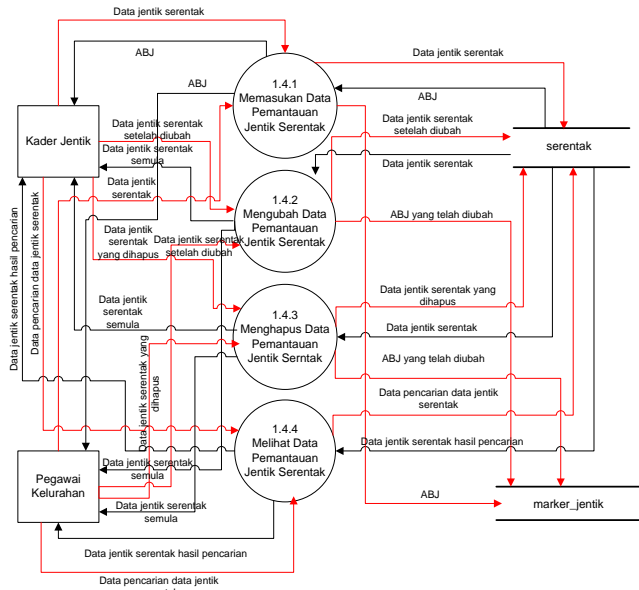 Data jentik serentak
ABJ
ABJ
Data jentik serentak
ABJ
1.4.1
Memasukan Data
Pemantauan
Jentik Serentak
Kader Jentik
Data jentik serentak
setelah diubah
Data jentik serentak
semula
Data jentik
serentak
Data jentik serentak
setelah diubah
serentak
Data jentik serentak
1.4.2
Mengubah Data
Pemantauan
Jentik Serentak
ABJ yang telah diubah
Data jentik
serentak
yang dihapus
Data jentik serentak
setelah diubah
Data jentik serentak hasil pencarian
Data pencarian data jentik serentak
Data jentik
serentak
semula
1.4.3
Menghapus Data
Pemantauan
Jentik Serntak
Data jentik serentak yang
dihapus
Data jentik serentak
ABJ yang telah diubah
Data jentik serentak yang
dihapus
Data pencarian data jentik
serentak
1.4.4
Melihat Data
Pemantauan
Jentik Serentak
Data jentik serentak hasil pencarian
Pegawai
Kelurahan
Data jentik serentak
semula
Data jentik serentak
semula
ABJ
marker_jentik
Data jentik serentak hasil pencarian
Data pencarian data jentik